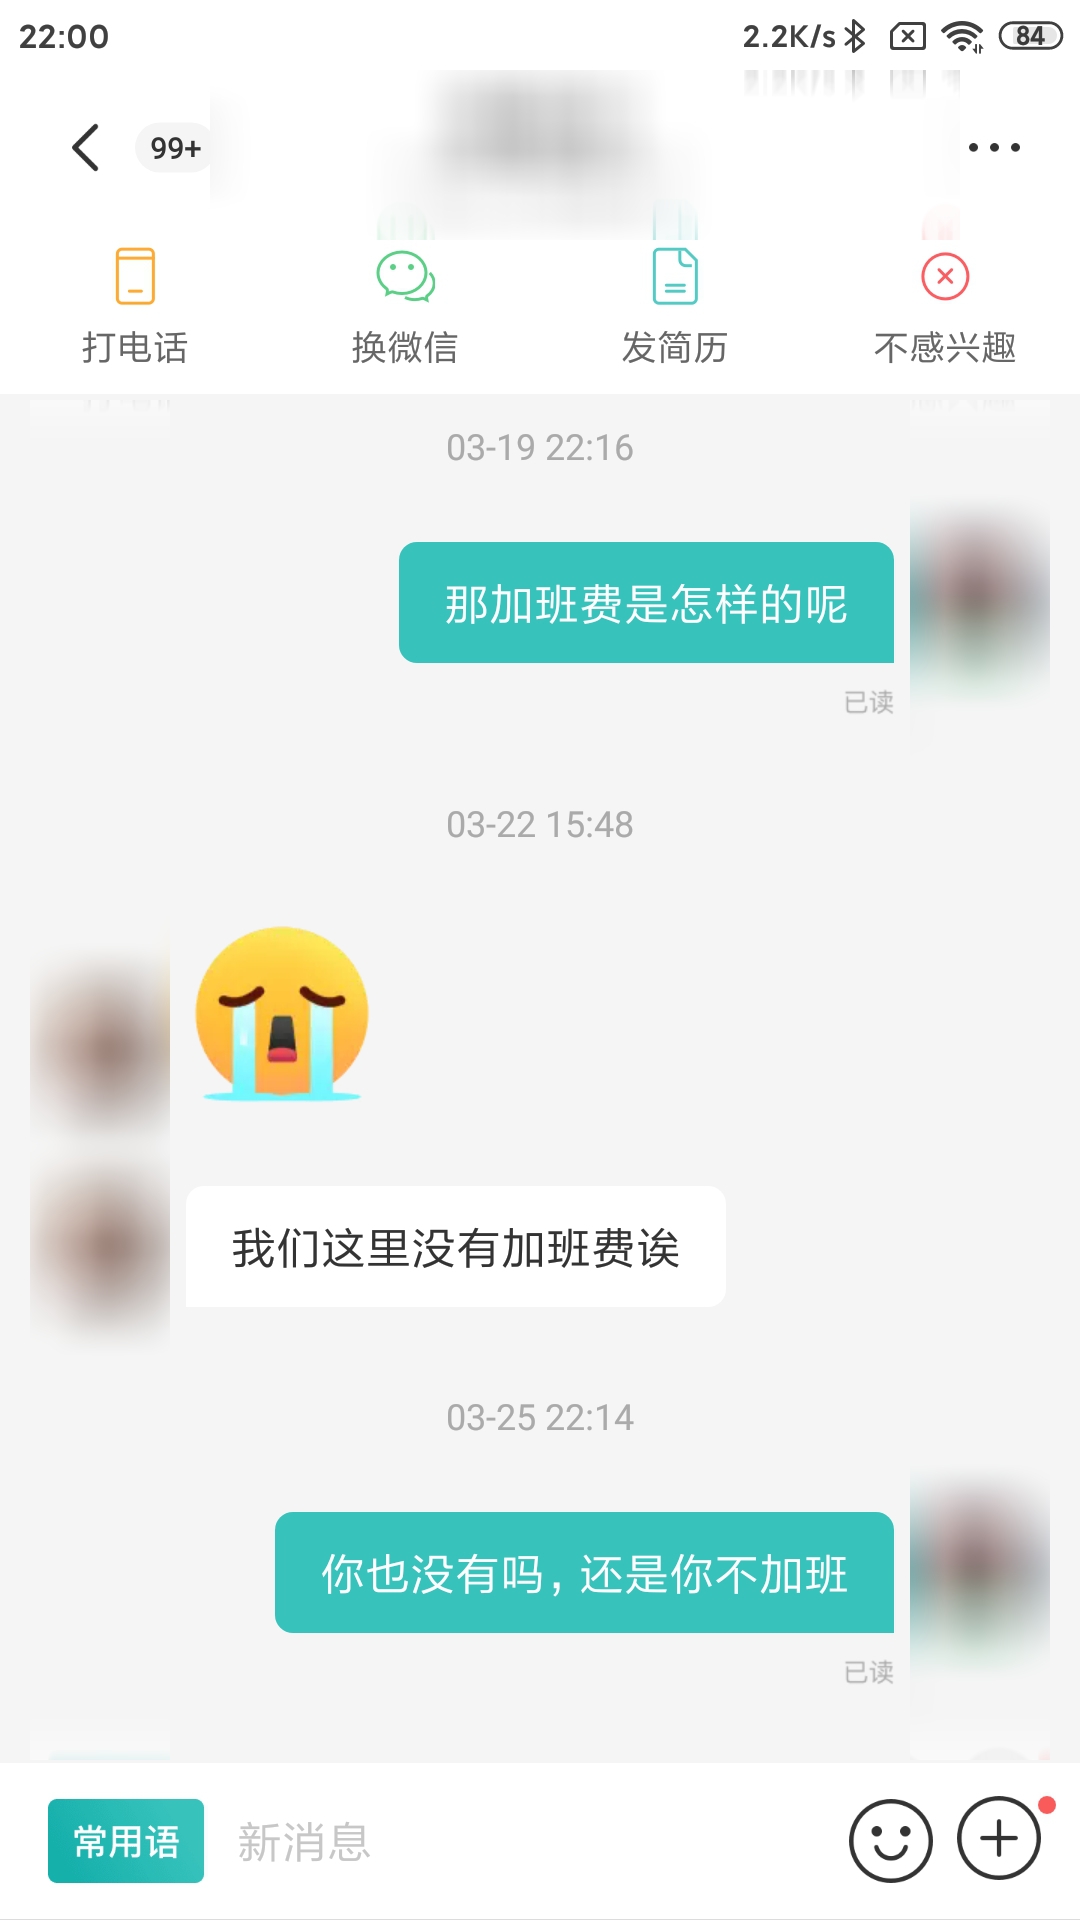 22:00 2.2K/s 84
99+
打电话 换微信 发简历 不感兴趣
03-19 22:16
那加班费是怎样的呢
已读
03-22 15:48
我们这里没有加班费诶
03-25 22:14
你也没有吗,还是你不加班
已读
常用语 新消息